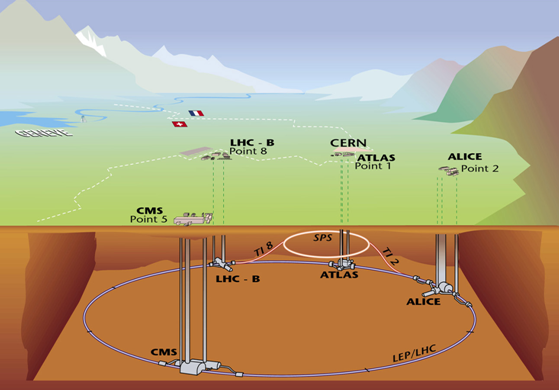 GENEVE
LHC - B
Point 8
CERN
ATLAS
Point 1
ALICE
Point 2
CMS
Point 5
SPS
TI 8
TI 2
LHC - B
ATLAS
ALICE
CMS
LEP/LHC